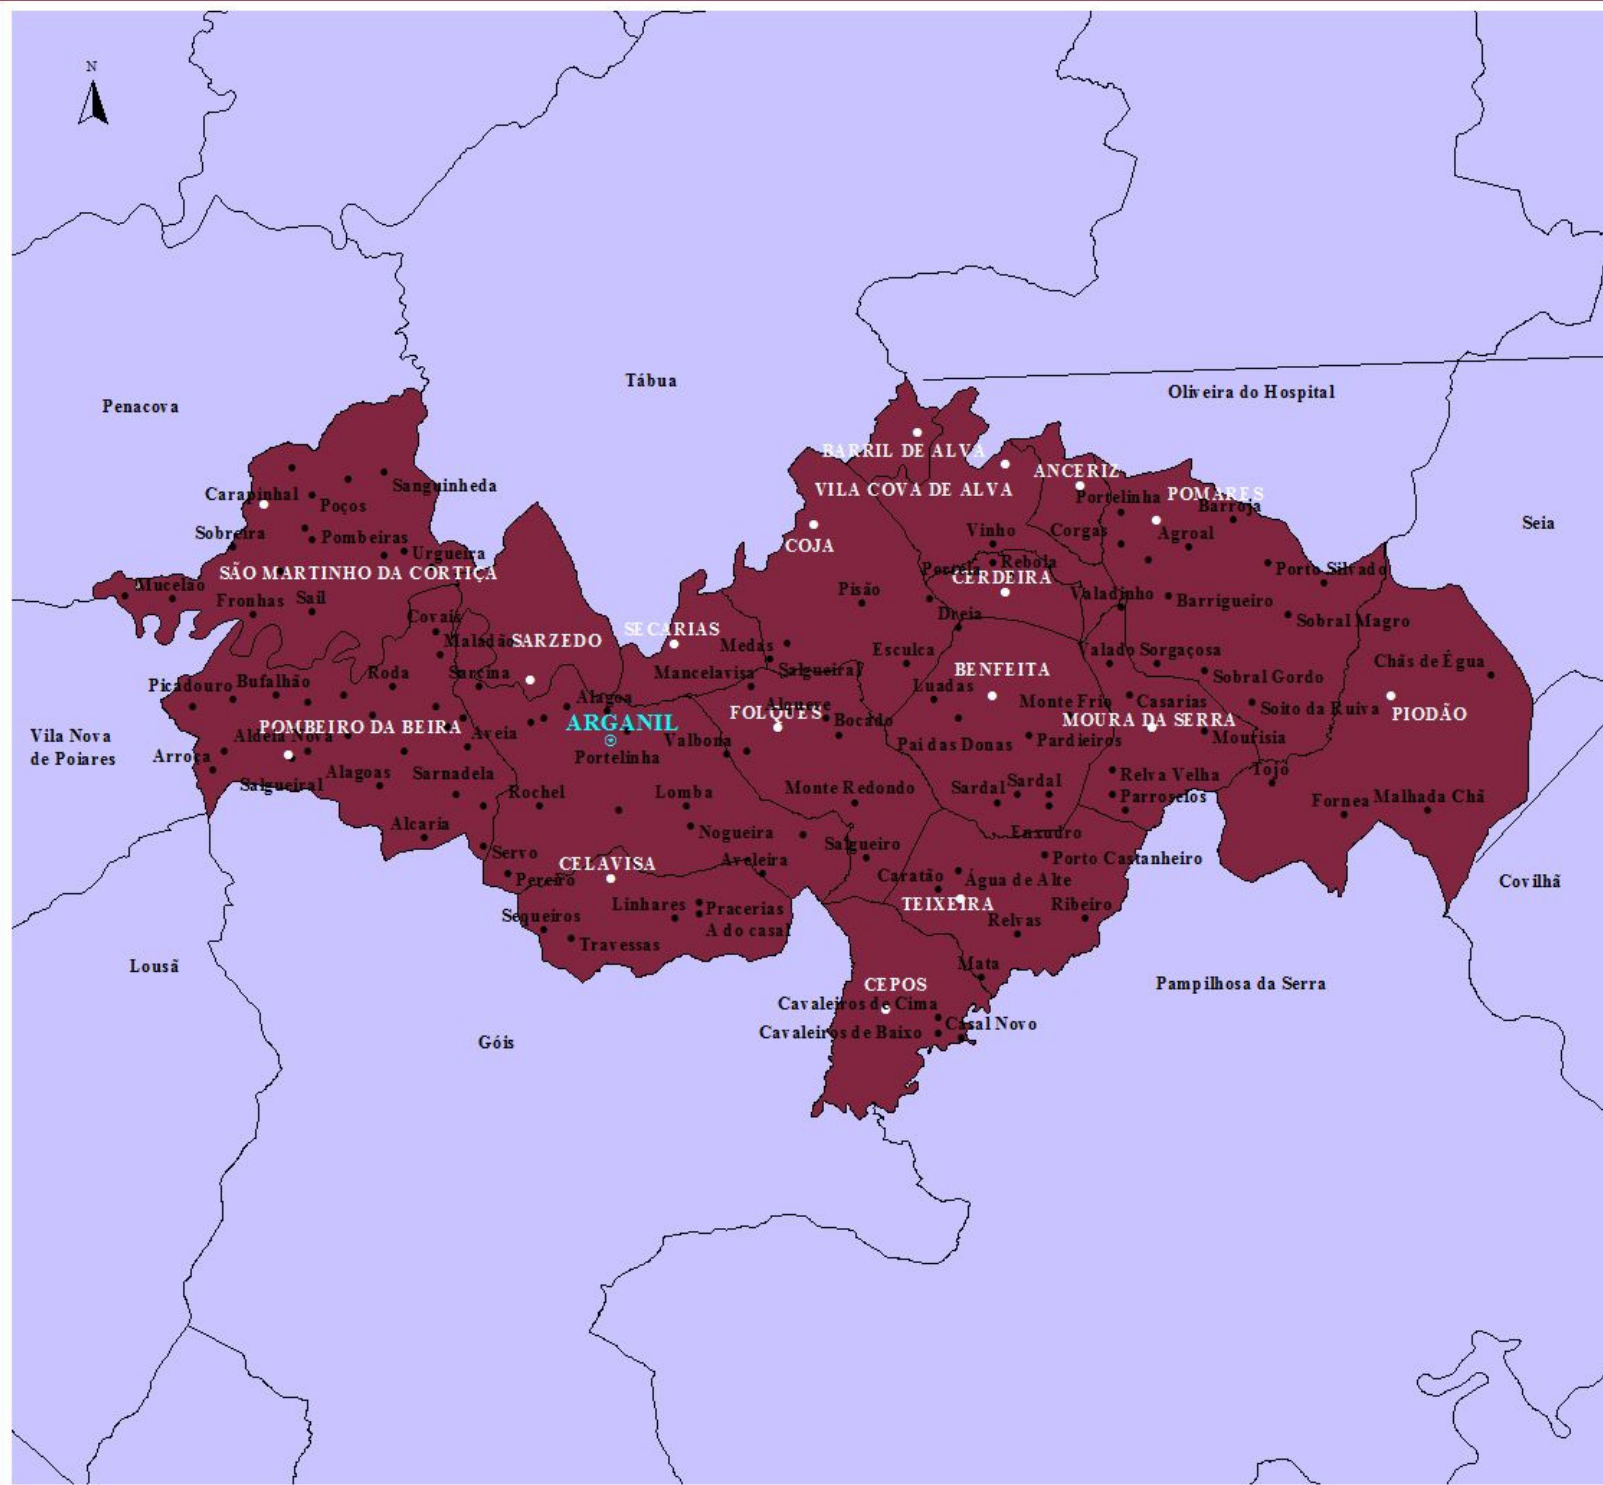 N
Tábua
Oliveira do Hospital
Penacova
BARRIL DE ALVA
ANCERIZ
Sanguinheda
VILA COVA DE ALVA
Carapinhal
Portelinha
POMARES
Poços
Barroja
Seia
Sobreira
Pombeiras
Vinho
Corgas
Agroal
COJA
Urgueira
Rebola
Portela
Porto Silvado
SÃO MARTINHO DA CORTIÇA
CERDEIRA
Mucelão
Pisão
Valadinho
Fronhas
Sail
Barrigueiro
Covais
Dreia
Sobral Magro
SECARIAS
Maladão
SARZEDO
Medas
Esculca
Valado
Sorgaçosa
Chãs de Égua
Roda
Sarcina
Mancelavisa
Salgueiral
BENFEITA
Sobral Gordo
Picadouro
Bufalhão
Luadas
Alagoa
Monte Frio
Casarias
Alqueve
Soito da Ruiva
FOLQUES
PIODÃO
ARGANIL
Bocado
MOURA DA SERRA
POMBEIRO DA BEIRA
Vila Nova
de Poiares
Aldeia Nova
Aveia
Valbona
Pai das Donas
Pardieiros
Mourisia
Arroça
Portelinha
Alagoas
Sarnadela
Relva Velha
Tojo
Salgueiral
Rochel
Lomba
Monte Redondo
Sardal
Sardal
Parroselos
Fornea
Malhada Chã
Alcaria
Nogueira
Enxudro
Servo
Salgueiro
CELAVISA
Aveleira
Porto Castanheiro
Pereiro
Caratão
Água de Alte
Covilhã
Linhares
Pracerias
TEIXEIRA
Ribeiro
Sequeiros
A do casal
Relvas
Travessas
Lousã
Mata
CEPOS
Pampilhosa da Serra
Cavaleiros de Cima
Cavaleiros de Baixo
Casal Novo
Góis